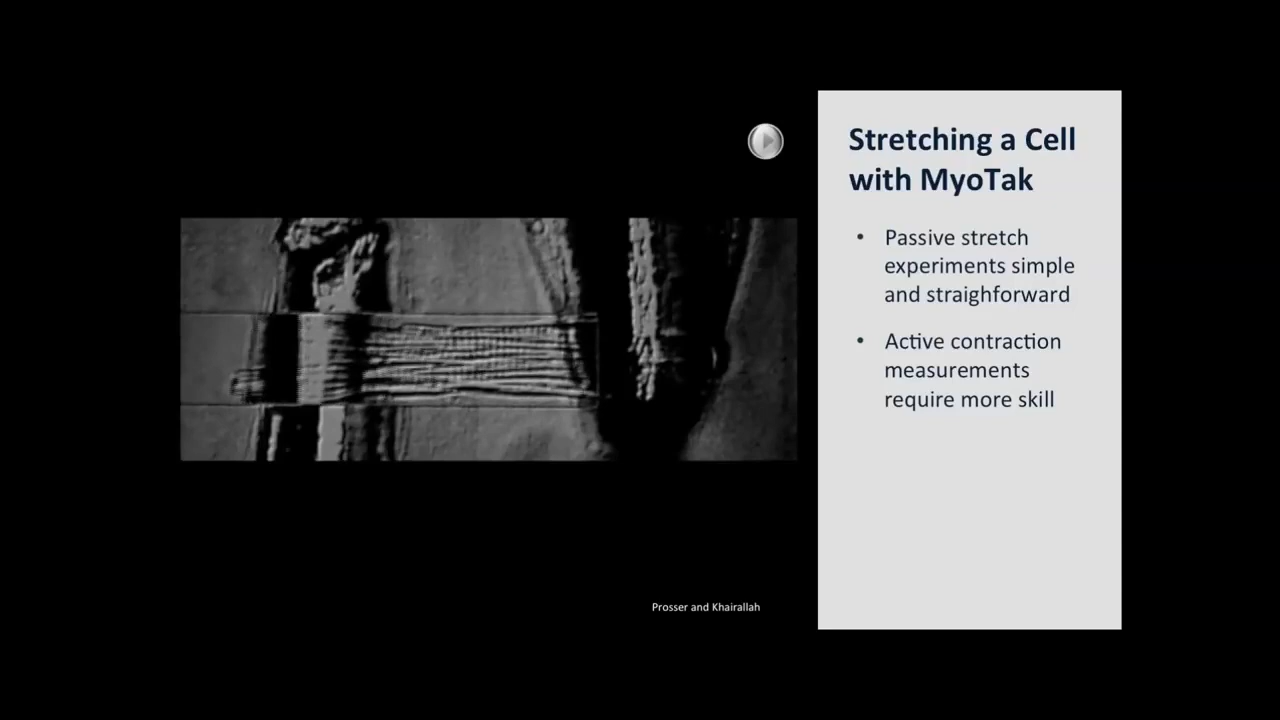 Stretching a Cell
with MyoTak
• Passive stretch
experiments simple
and straighforward
• Active contraction
measurements
require more skill
Prosser and Khairallah